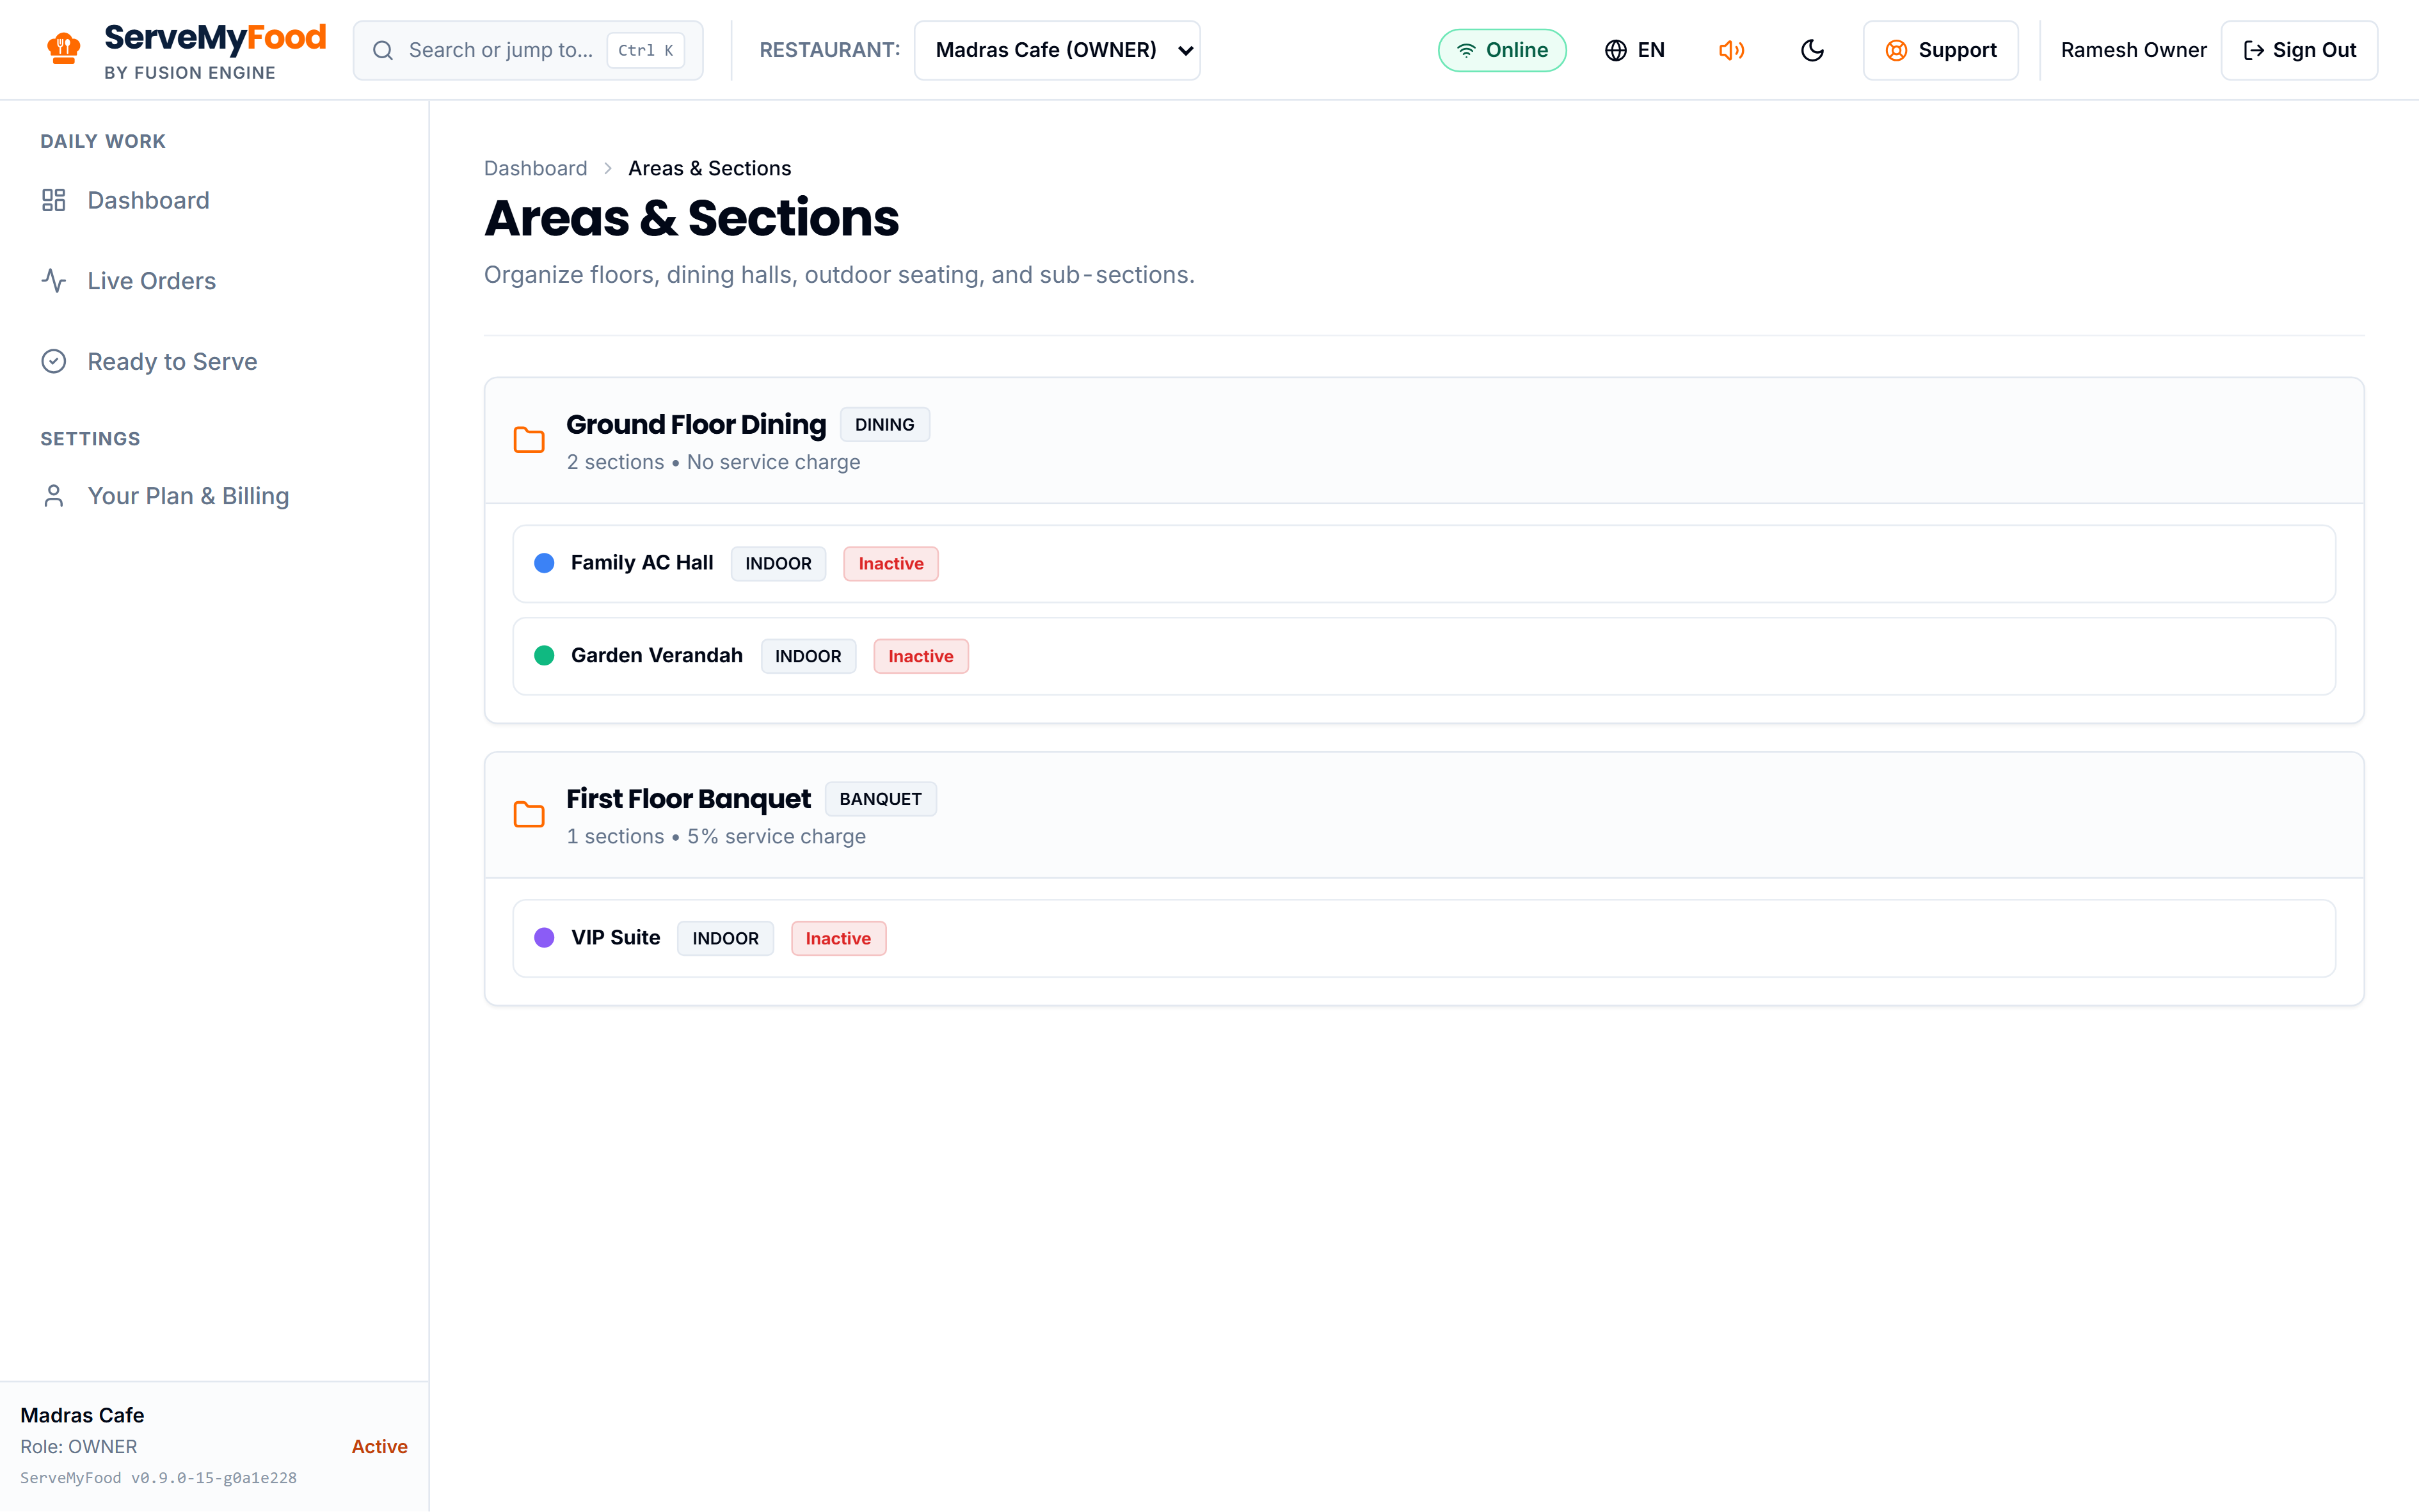 ServeMyFood
BY FUSION ENGINE
Search or jump to... Ctrl K
RESTAURANT: Madras Cafe (OWNER)
Online
EN
Support
Ramesh Owner
Sign Out
DAILY WORK
Dashboard
Live Orders
Ready to Serve
SETTINGS
Your Plan & Billing
Dashboard > Areas & Sections
Areas & Sections
Organize floors, dining halls, outdoor seating, and sub-sections.
Ground Floor Dining DINING
2 sections • No service charge
Family AC Hall INDOOR Inactive
Garden Verandah INDOOR Inactive
First Floor Banquet BANQUET
1 sections • 5% service charge
VIP Suite INDOOR Inactive
Madras Cafe
Role: OWNER Active
ServeMyFood v0.9.0-15-g0a1e228